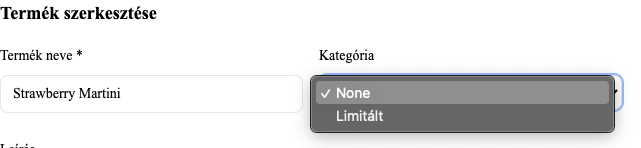 Termék szerkesztése
Termék neve *
Kategória
Strawberry Martini
✓ None
Limitált